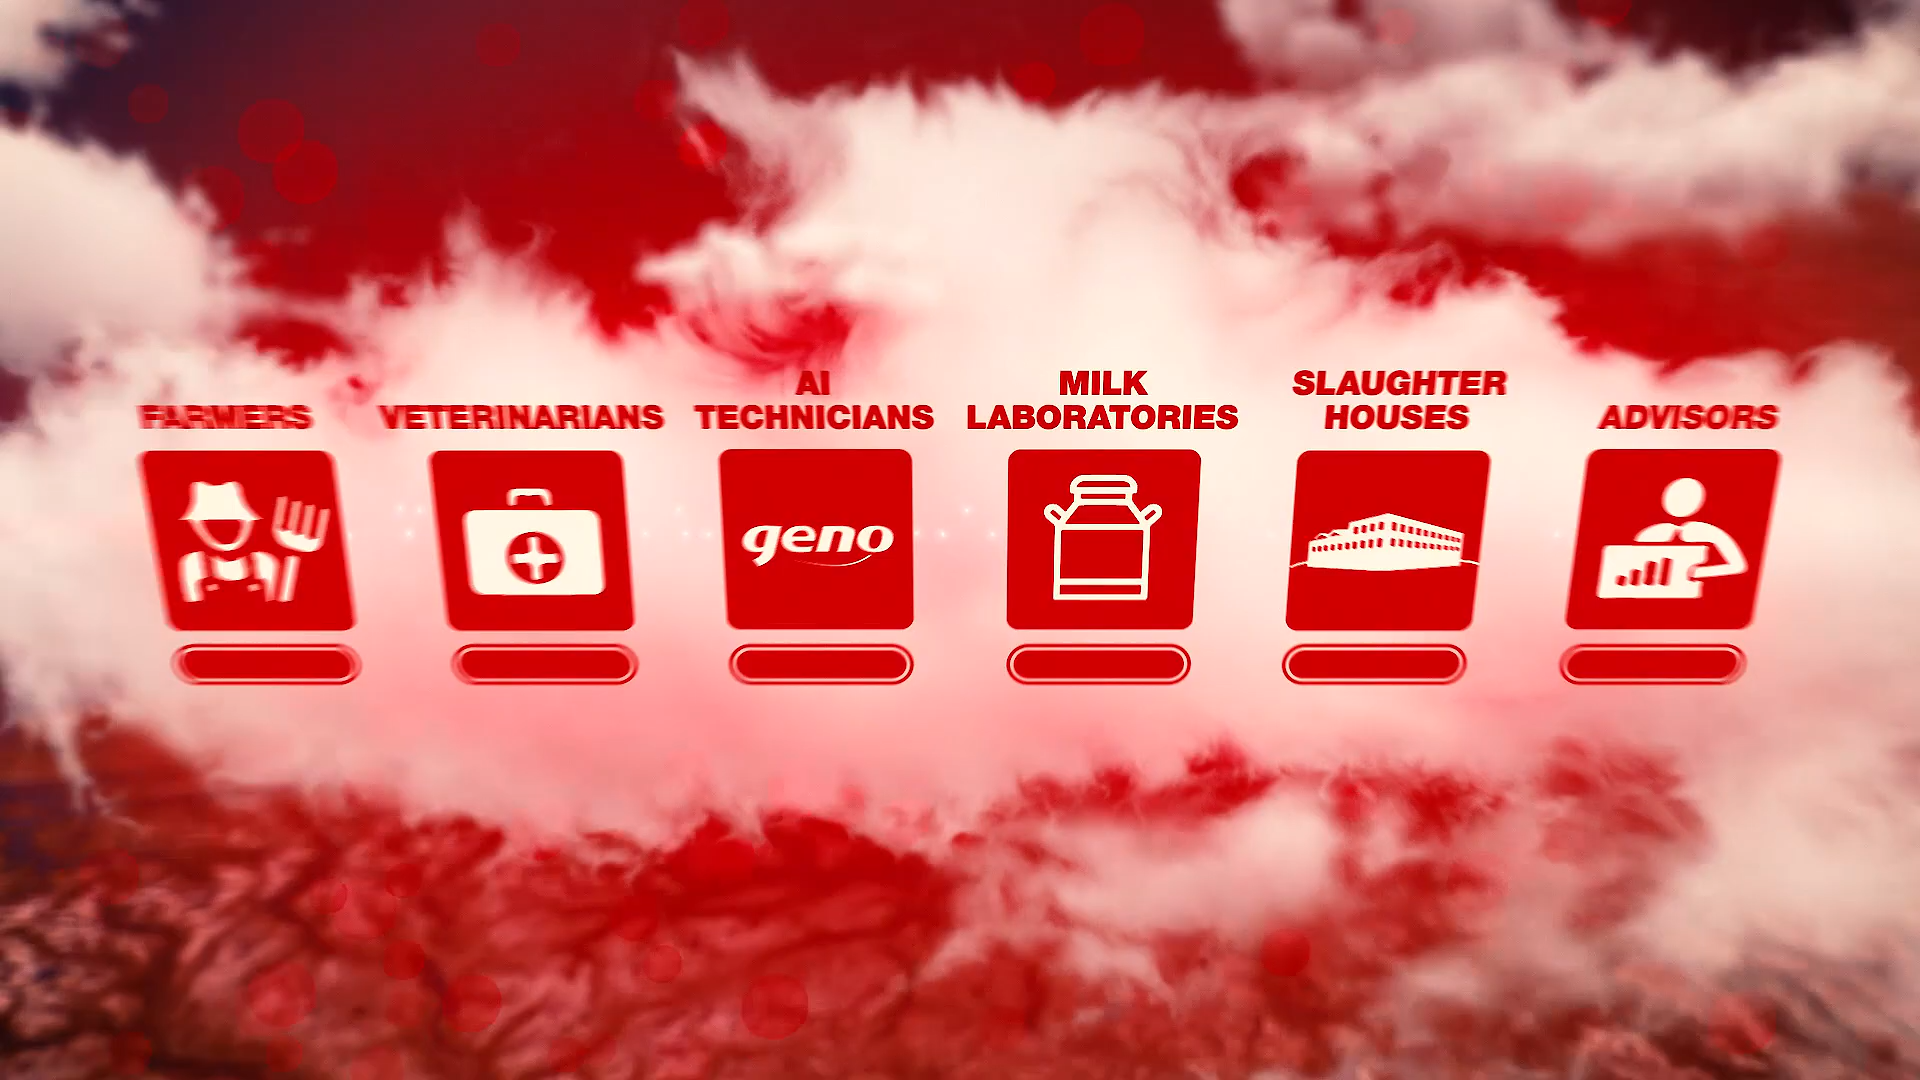 FARMERS
VETERINARIANS
AI
TECHNICIANS
MILK
LABORATORIES
SLAUGHTER
HOUSES
ADVISORS
geno